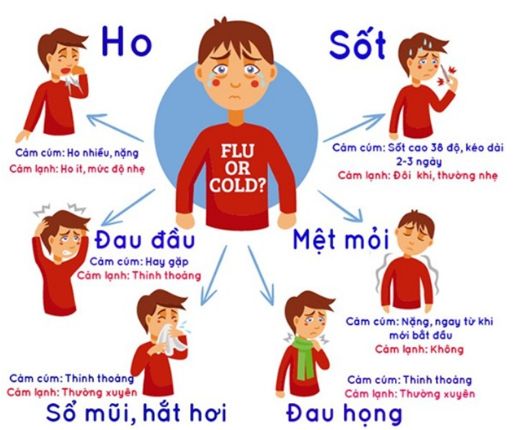 Ho
Sốt
Cảm cúm: Ho nhiều, nặng
Cảm lạnh: Ho ít, mức độ nhẹ
FLU
OR
COLD?
Cảm cúm: Sốt cao 38 độ, kéo dài
2-3 ngày
Cảm lạnh: Đôi khi, thường nhẹ
Đau đầu
Cảm cúm: Hay gặp
Cảm lạnh: Thỉnh thoảng
Mệt mỏi
Cảm cúm: Nặng, ngay từ khi
mới bắt đầu
Cảm lạnh: Không
Cảm cúm: Thỉnh thoảng
Cảm lạnh: Thường xuyên
Sổ mũi, hắt hơi
Cảm cúm: Thỉnh thoảng
Cảm lạnh: Thường xuyên
Đau họng